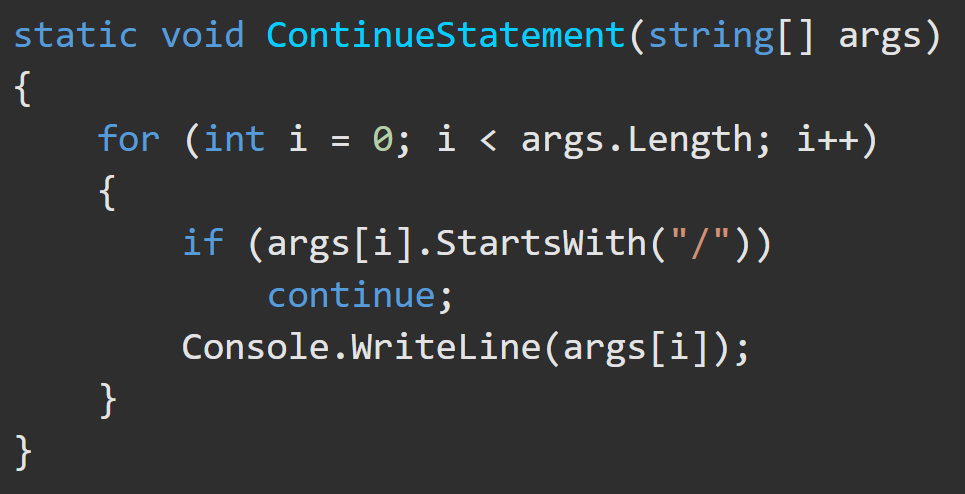 static void ContinueStatement(string[] args)
{
    for (int i = 0; i < args.Length; i++)
    {
        if (args[i].StartsWith("/"))
            continue;
        Console.WriteLine(args[i]);
    }
}